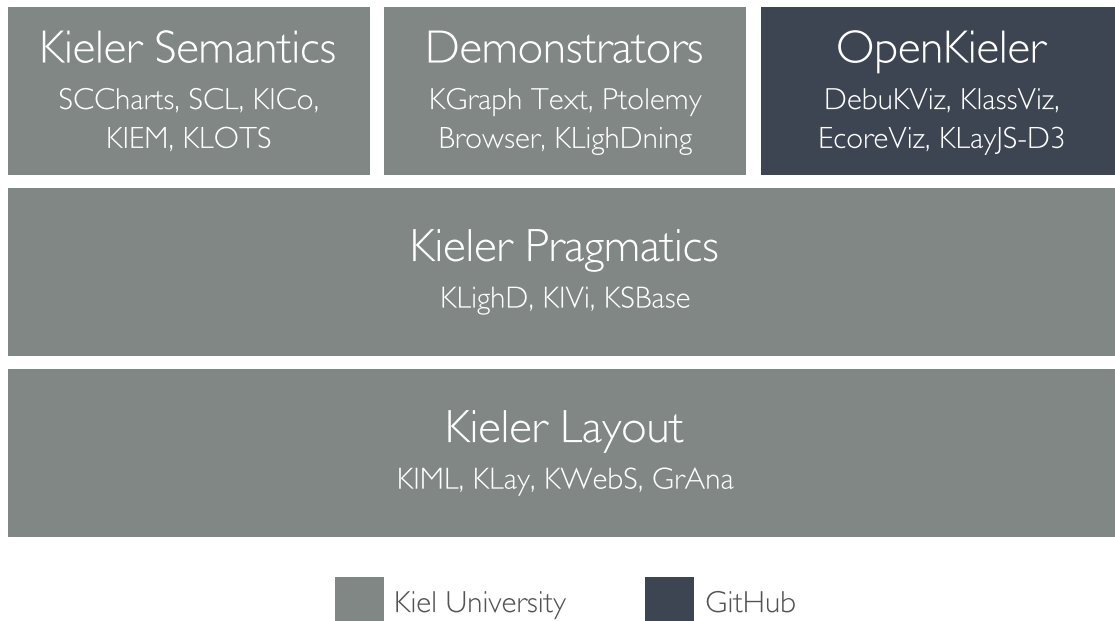 Kieler Semantics
SCCharts, SCL, KICo,
KIEM, KLOTS
Demonstrators
KGraph Text, Ptolemy
Browser, KLighDning
OpenKieler
DebuKViz, KlassViz,
EcoreViz, KLayJS-D3
Kieler Pragmatics
KLighD, KIVi, KSBase
Kieler Layout
KIML, KLay, KWebS, GrAna
Kiel University
GitHub